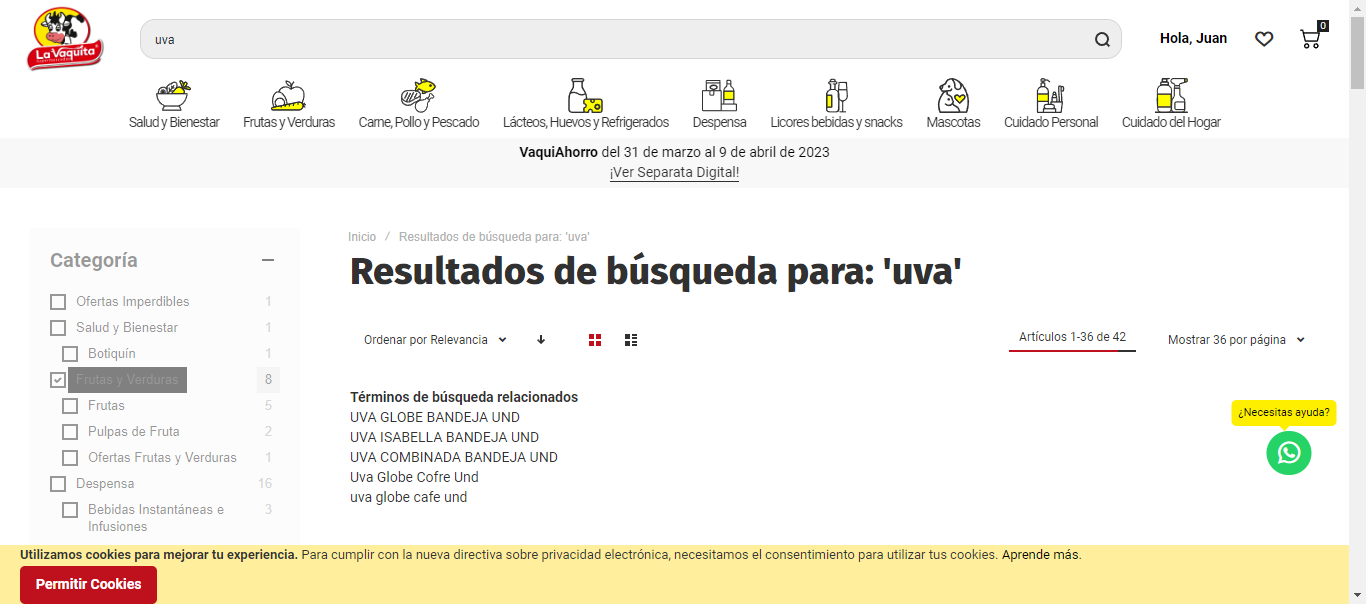 La Vaquita
uva
Hola, Juan
0
Salud y Bienestar
Frutas y Verduras
Carne, Pollo y Pescado
Lácteos, Huevos y Refrigerados
Despensa
Licores bebidas y snacks
Mascotas
Cuidado Personal
Cuidado del Hogar
VaquiAhorro del 31 de marzo al 9 de abril de 2023
¡Ver Separata Digital!
Categoría
Ofertas Imperdibles 1
Salud y Bienestar 1
Botiquín 1
Frutas y Verduras 8
Frutas 5
Pulpas de Fruta 2
Ofertas Frutas y Verduras 1
Despensa 16
Bebidas Instantáneas e 3
Infusiones
Inicio / Resultados de búsqueda para: 'uva'
Resultados de búsqueda para: 'uva'
Ordenar por Relevancia
Artículos 1-36 de 42
Mostrar 36 por página
Términos de búsqueda relacionados
UVA GLOBE BANDEJA UND
UVA ISABELLA BANDEJA UND
UVA COMBINADA BANDEJA UND
Uva Globe Cofre Und
uva globe cafe und
¿Necesitas ayuda?
Utilizamos cookies para mejorar tu experiencia. Para cumplir con la nueva directiva sobre privacidad electrónica, necesitamos el consentimiento para utilizar tus cookies. Aprende más.
Permitir Cookies